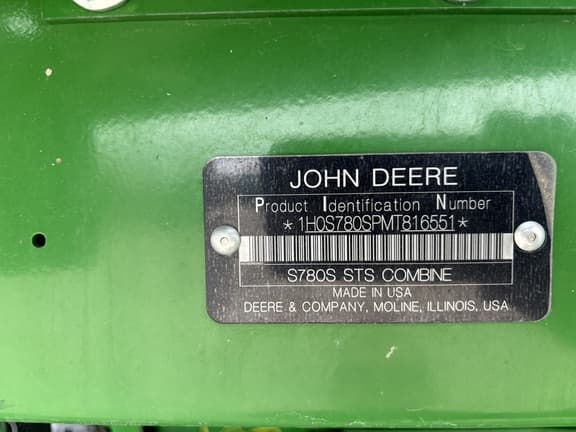 JOHN DEERE
Product Identification Number
*1H0S780SPMT816551*
S780S STS COMBINE
MADE IN USA
DEERE & COMPANY, MOLINE, ILLINOIS, USA